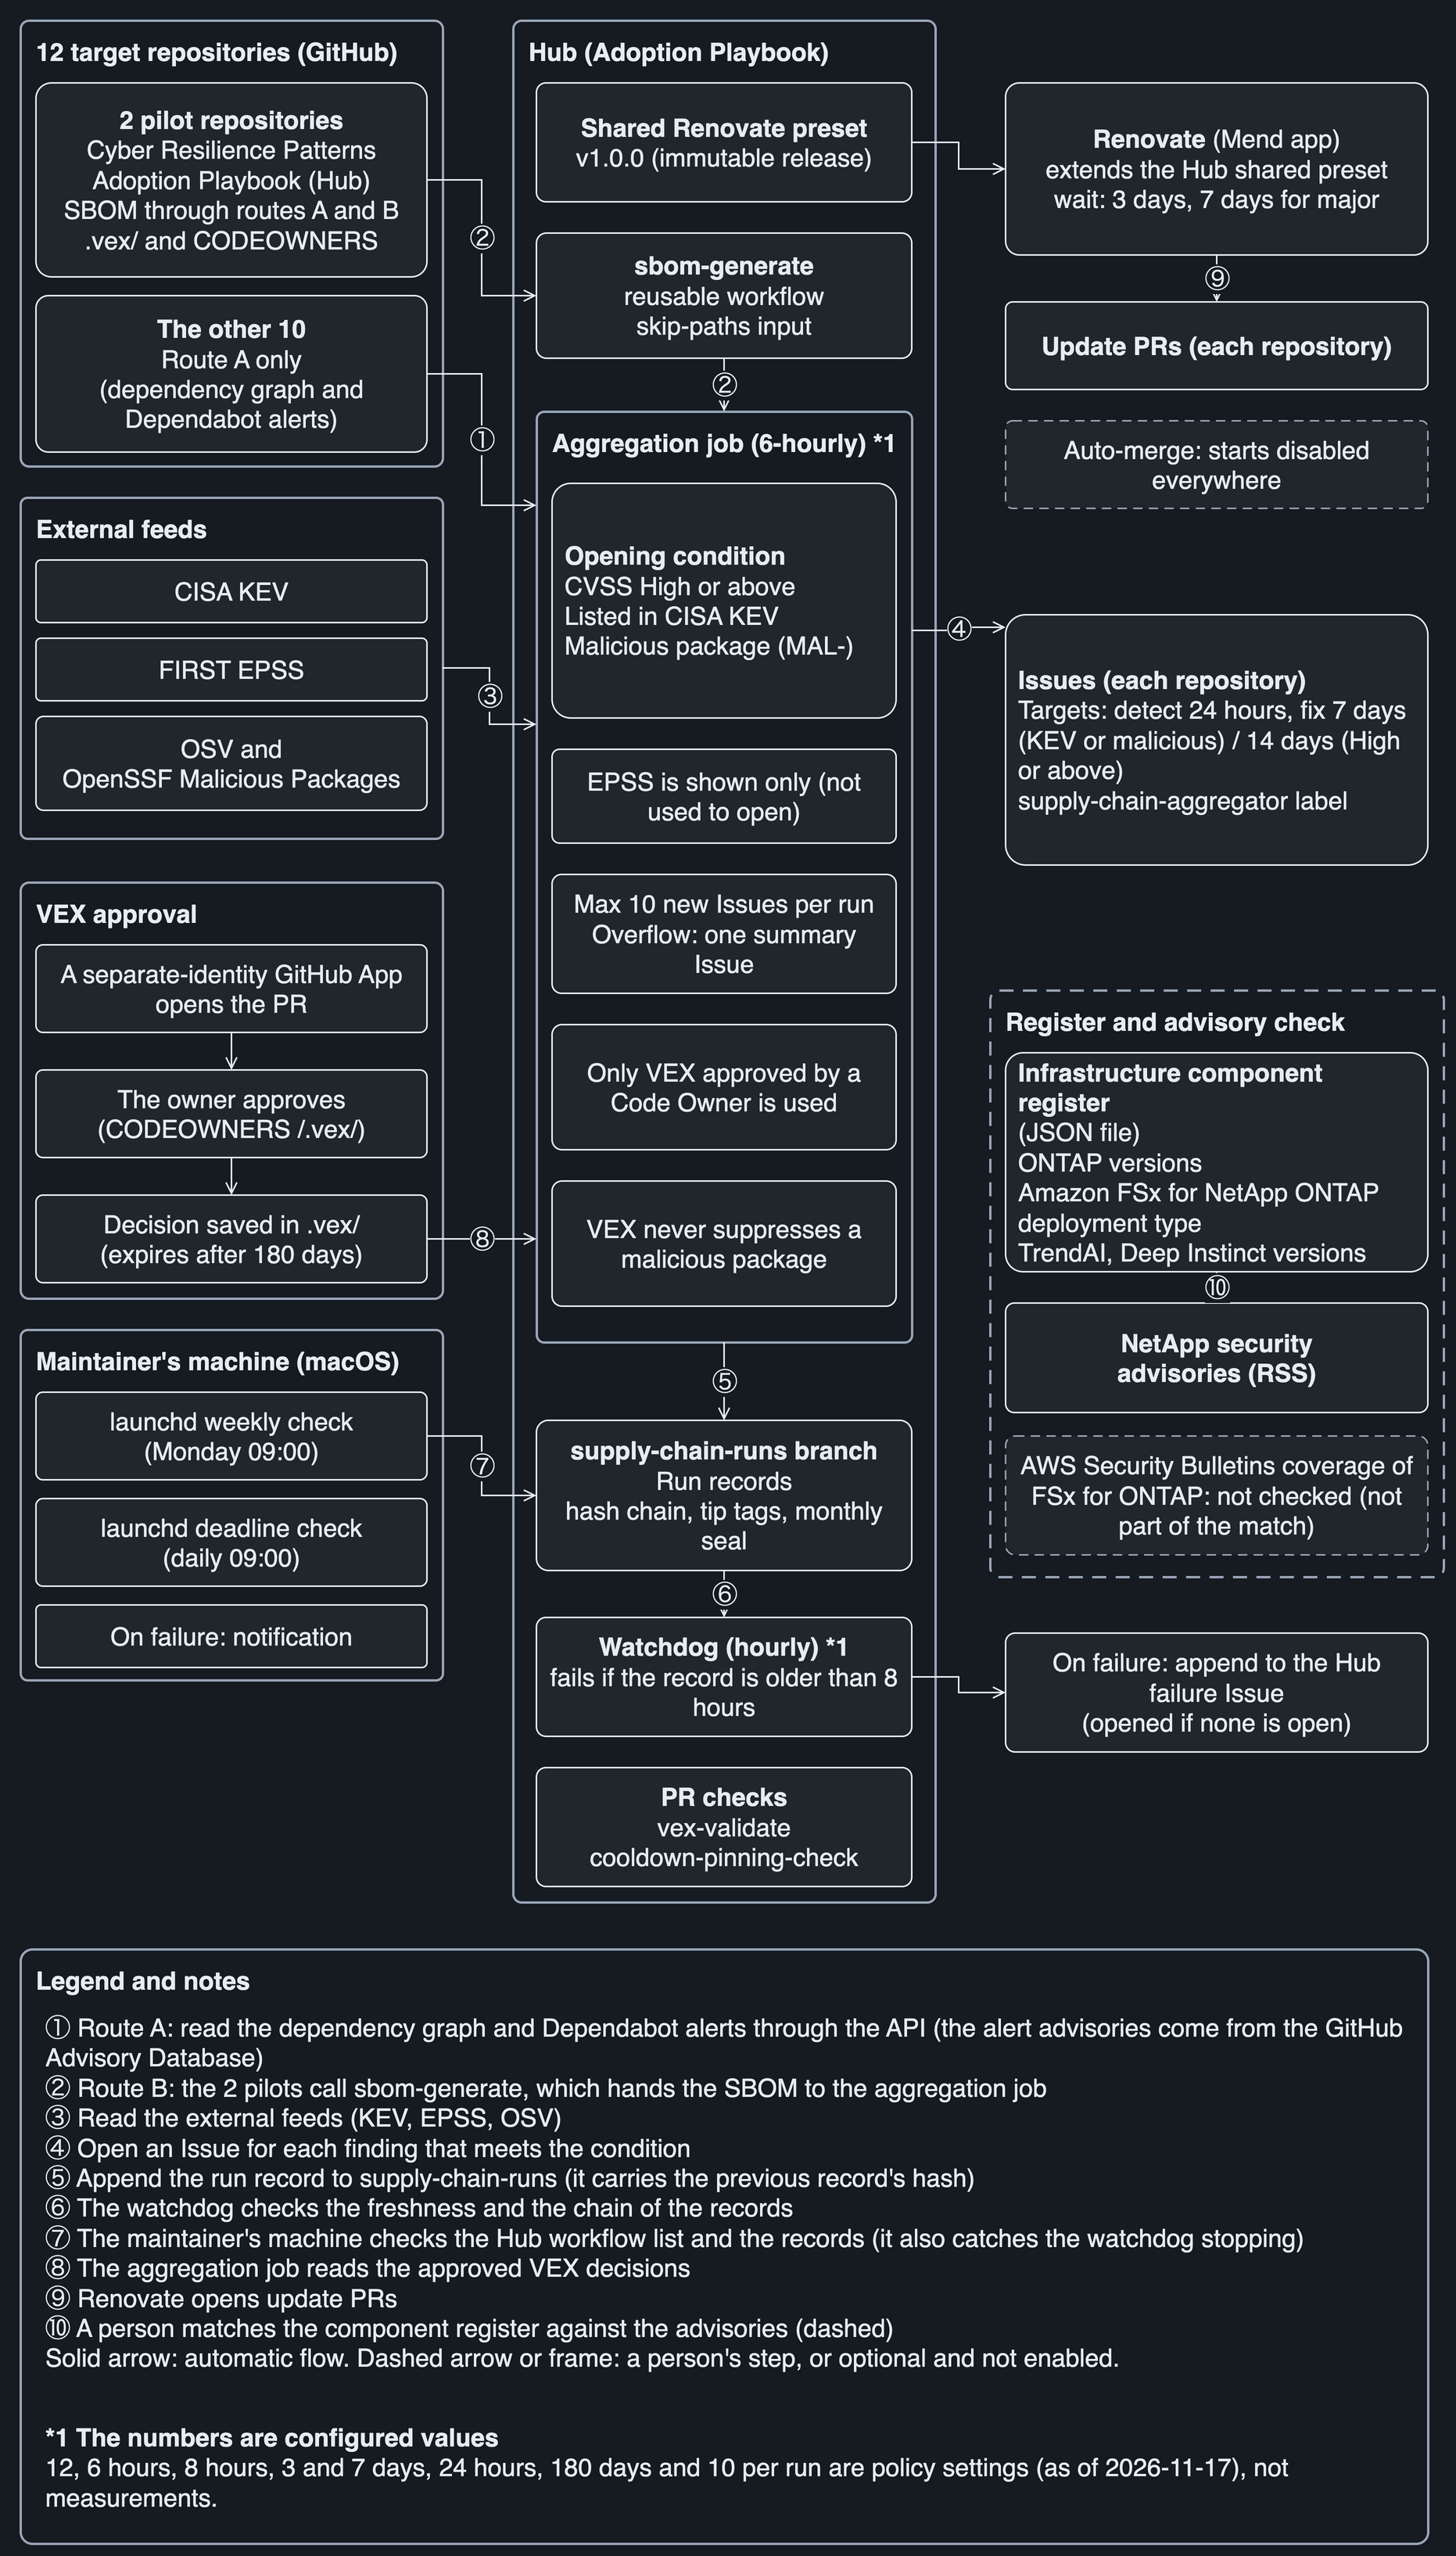 12 target repositories (GitHub)
2 pilot repositories
Cyber Resilience Patterns
Adoption Playbook (Hub)
SBOM through routes A and B
.vex/ and CODEOWNERS
The other 10
Route A only
(dependency graph and
Dependabot alerts)
②
①
External feeds
CISA KEV
FIRST EPSS
OSV and
OpenSSF Malicious Packages
③
VEX approval
A separate-identity GitHub App
opens the PR
The owner approves
(CODEOWNERS /.vex/)
Decision saved in .vex/
(expires after 180 days)
⑧
Maintainer's machine (macOS)
launchd weekly check
(Monday 09:00)
launchd deadline check
(daily 09:00)
On failure: notification
⑦
Hub (Adoption Playbook)
Shared Renovate preset
v1.0.0 (immutable release)
sbom-generate
reusable workflow
skip-paths input
②
Aggregation job (6-hourly) *1
Opening condition
CVSS High or above
Listed in CISA KEV
Malicious package (MAL-)
EPSS is shown only (not
used to open)
Max 10 new Issues per run
Overflow: one summary
Issue
Only VEX approved by a
Code Owner is used
VEX never suppresses a
malicious package
⑤
supply-chain-runs branch
Run records
hash chain, tip tags, monthly
seal
⑥
Watchdog (hourly) *1
fails if the record is older than 8
hours
PR checks
vex-validate
cooldown-pinning-check
Renovate (Mend app)
extends the Hub shared preset
wait: 3 days, 7 days for major
⑨
Update PRs (each repository)
Auto-merge: starts disabled
everywhere
④
Issues (each repository)
Targets: detect 24 hours, fix 7 days
(KEV or malicious) / 14 days (High
or above)
supply-chain-aggregator label
Register and advisory check
Infrastructure component
register
(JSON file)
ONTAP versions
Amazon FSx for NetApp ONTAP
deployment type
TrendAI, Deep Instinct versions
⑩
NetApp security
advisories (RSS)
AWS Security Bulletins coverage of
FSx for ONTAP: not checked (not
part of the match)
On failure: append to the Hub
failure Issue
(opened if none is open)
Legend and notes
① Route A: read the dependency graph and Dependabot alerts through the API (the alert advisories come from the GitHub
Advisory Database)
② Route B: the 2 pilots call sbom-generate, which hands the SBOM to the aggregation job
③ Read the external feeds (KEV, EPSS, OSV)
④ Open an Issue for each finding that meets the condition
⑤ Append the run record to supply-chain-runs (it carries the previous record's hash)
⑥ The watchdog checks the freshness and the chain of the records
⑦ The maintainer's machine checks the Hub workflow list and the records (it also catches the watchdog stopping)
⑧ The aggregation job reads the approved VEX decisions
⑨ Renovate opens update PRs
⑩ A person matches the component register against the advisories (dashed)
Solid arrow: automatic flow. Dashed arrow or frame: a person's step, or optional and not enabled.
*1 The numbers are configured values
12, 6 hours, 8 hours, 3 and 7 days, 24 hours, 180 days and 10 per run are policy settings (as of 2026-11-17), not
measurements.